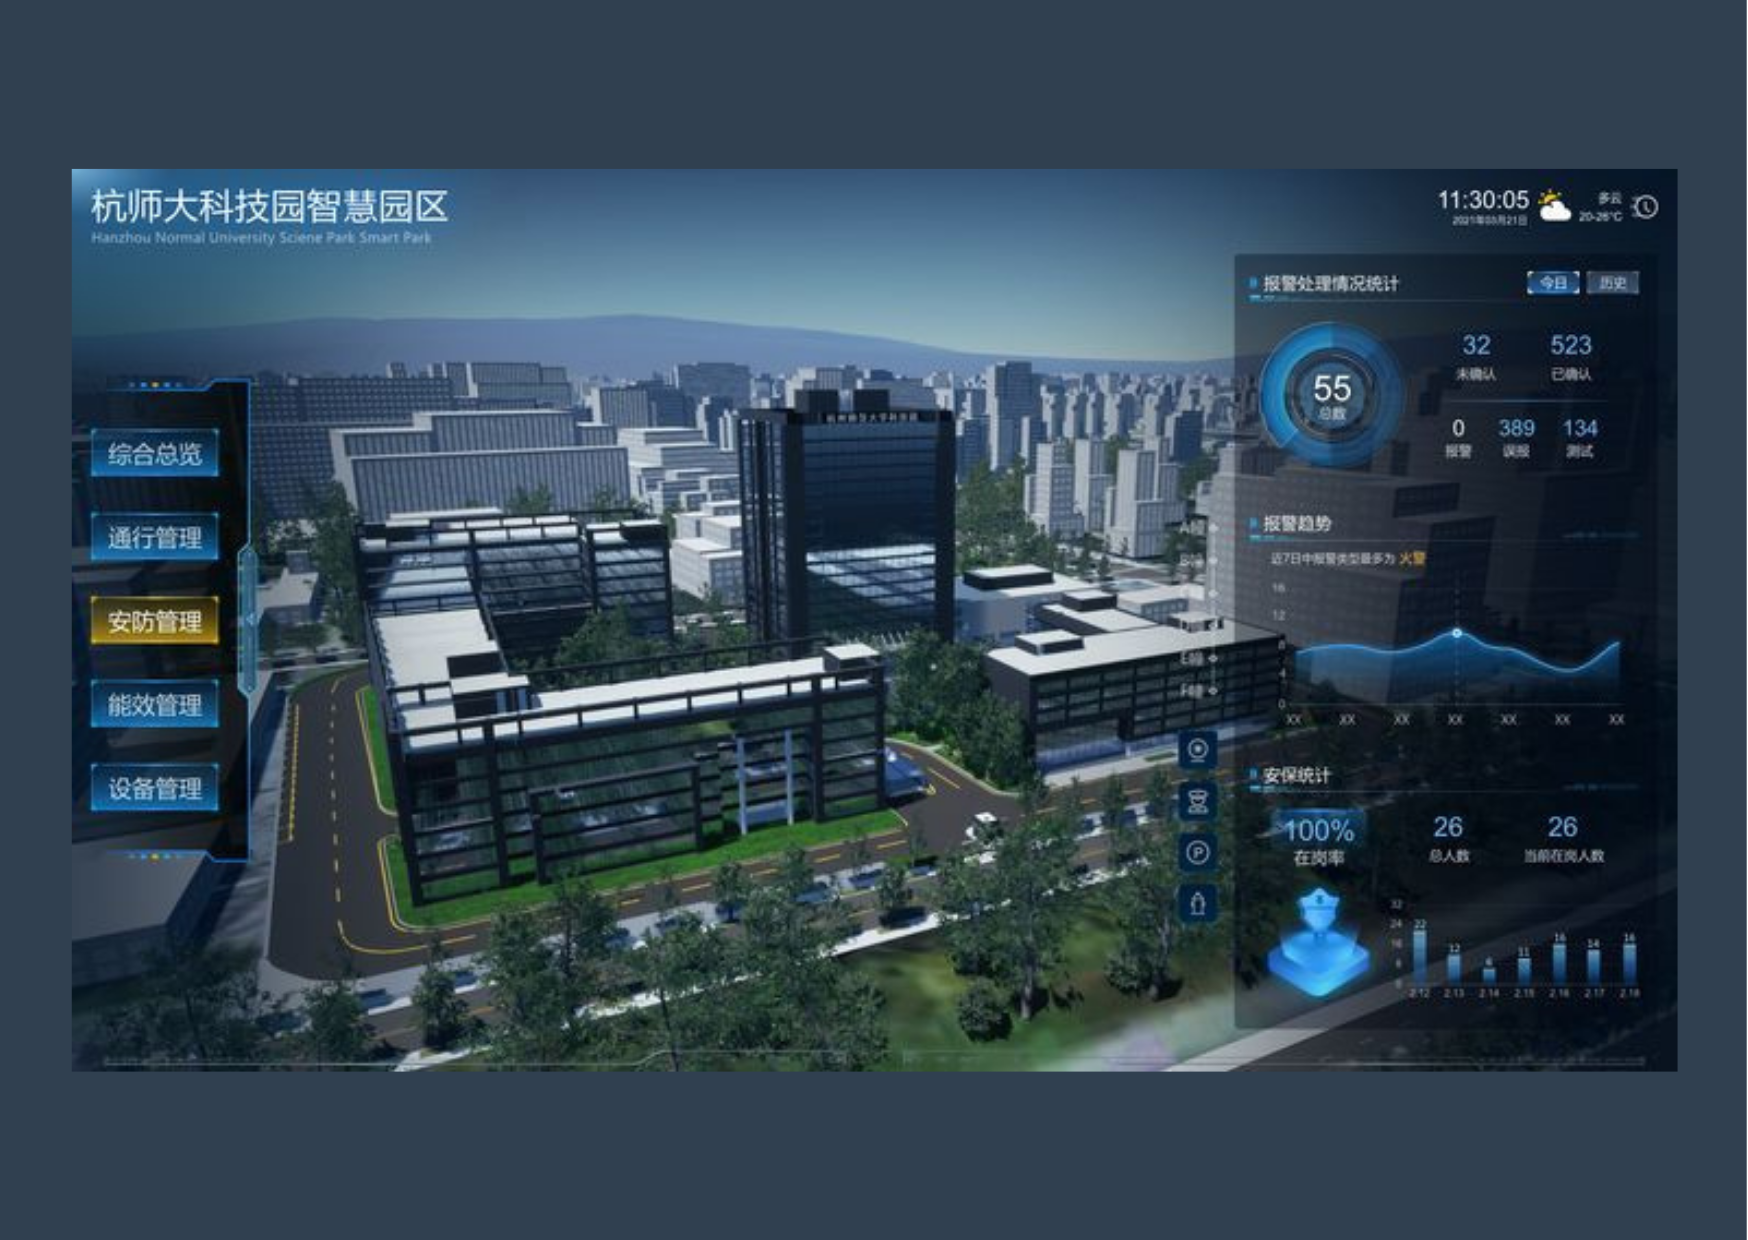 杭师大科技园智慧园区
Hanzhou Normal University Sciene Park Smart Park
11:30:05
2021年03月21日
多云
20-26°C
综合总览
通行管理
安防管理
能效管理
设备管理
报警处理情况统计
今日
历史
55
总数
32
未确认
523
已确认
0
报警
389
误报
134
测试
报警趋势
近7日中报警类型最多为 火警
16
12
8
4
0
XX XX XX XX XX XX XX
A幢
B幢
E幢
F幢
P
安保统计
100%
在岗率
26
总人数
26
当前在岗人数
32
24
16
22 12 6 11 16 14 16
2.12 2.13 2.14 2.15 2.16 2.17 2.18